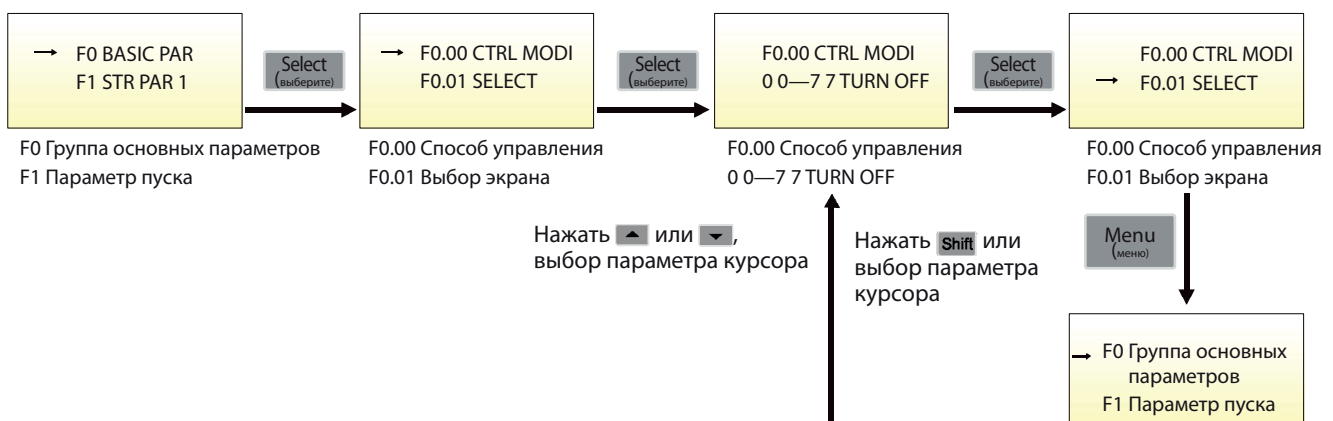 F0 BASIC PAR
F1 STR PAR 1
Select
(выберите)
F0.00 CTRL MODI
F0.01 SELECT
Select
(выберите)
F0.00 CTRL MODI
0 0—7 7 TURN OFF
Select
(выберите)
F0.00 CTRL MODI
F0.01 SELECT
F0 Группа основных параметров
F1 Параметр пуска
F0.00 Способ управления
F0.01 Выбор экрана
F0.00 Способ управления
0 0—7 7 TURN OFF
F0.00 Способ управления
F0.01 Выбор экрана
Нажать или ,
выбор параметра курсора
Нажать Shift или
выбор параметра
курсора
Menu
(меню)
F0 Группа основных
параметров
F1 Параметр пуска